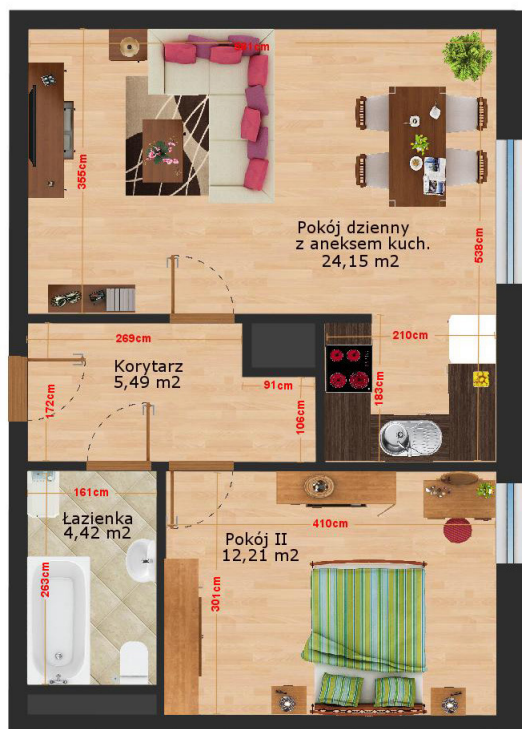 355cm
538cm
Pokój dzienny
z aneksem kuch.
24,15 m2
269cm
210cm
Korytarz
5,49 m2
91cm
183cm
172cm
106cm
161cm
Łazienka
4,42 m2
263cm
410cm
Pokój II
12,21 m2
301cm